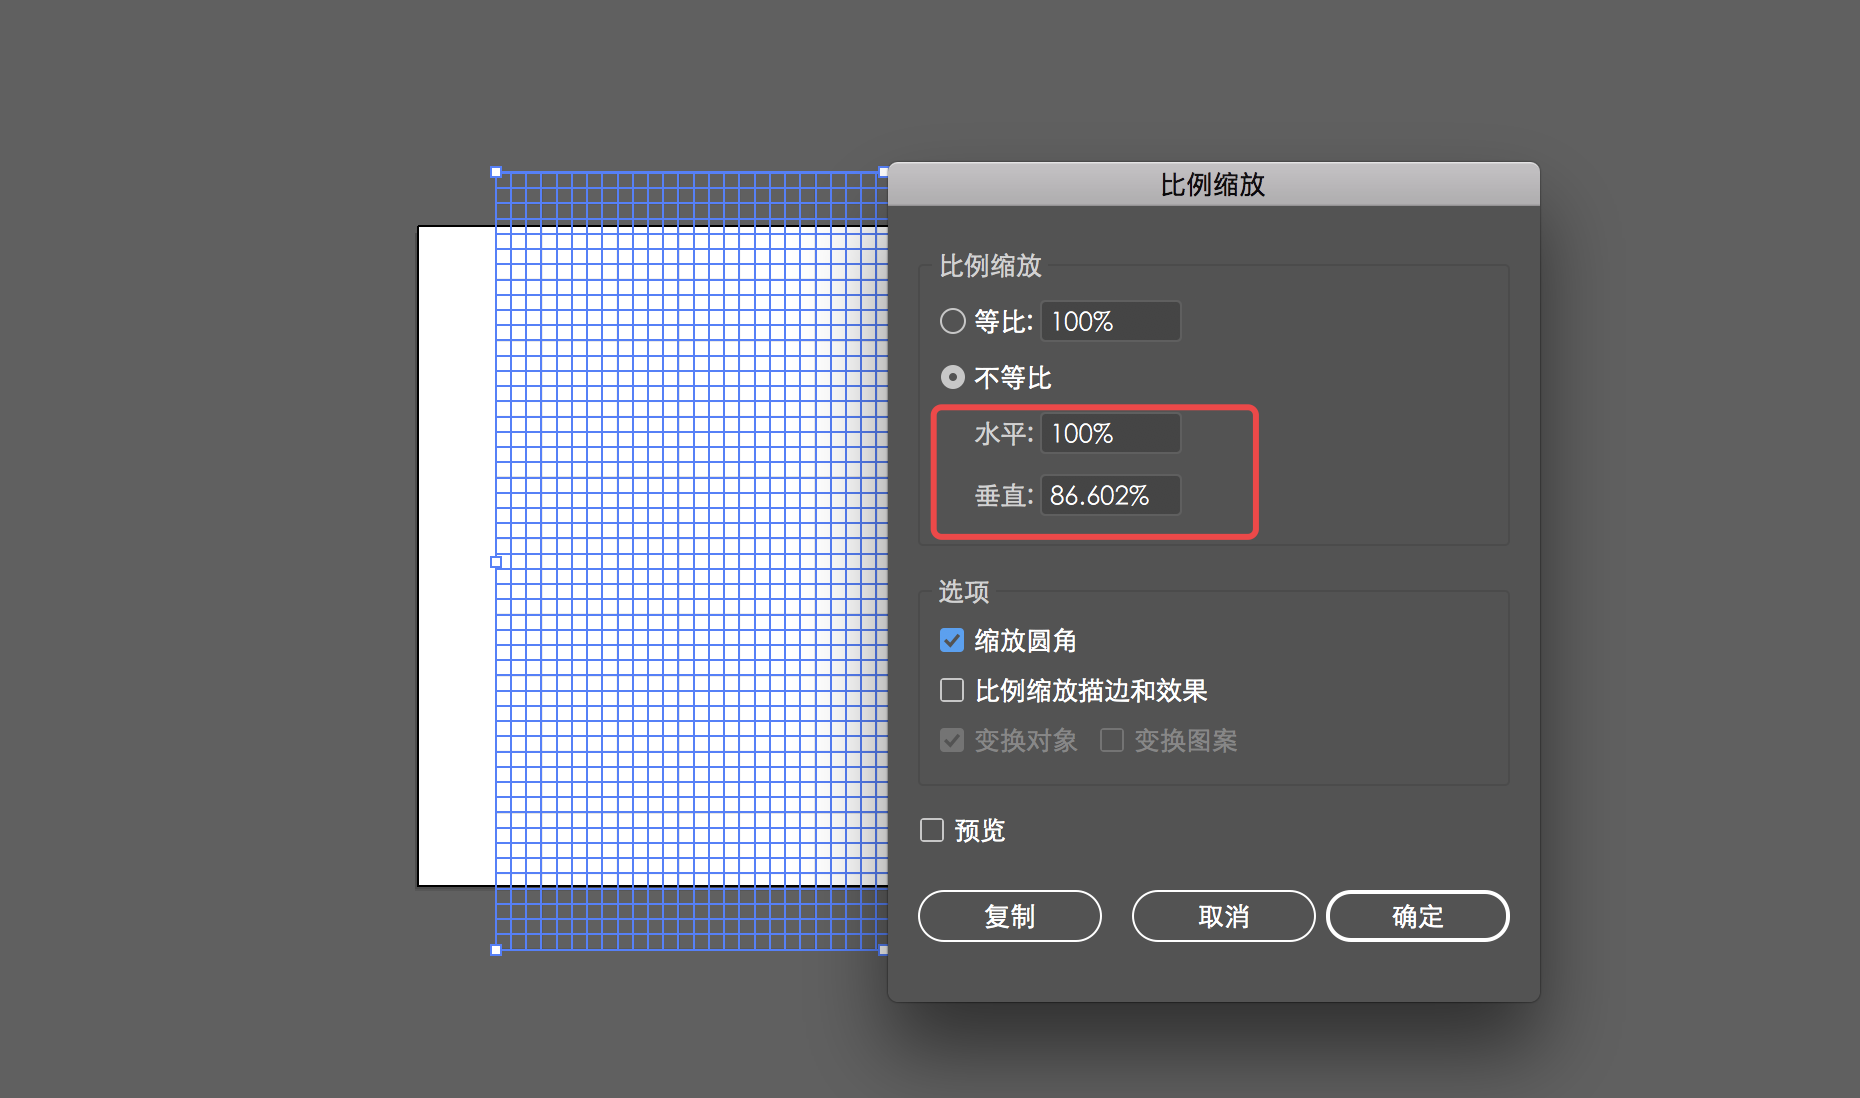 比例缩放
比例缩放
等比: 100%
不等比
水平: 100%
垂直: 86.602%
选项
缩放圆角
比例缩放描边和效果
变换对象 变换图案
预览
复制 取消 确定